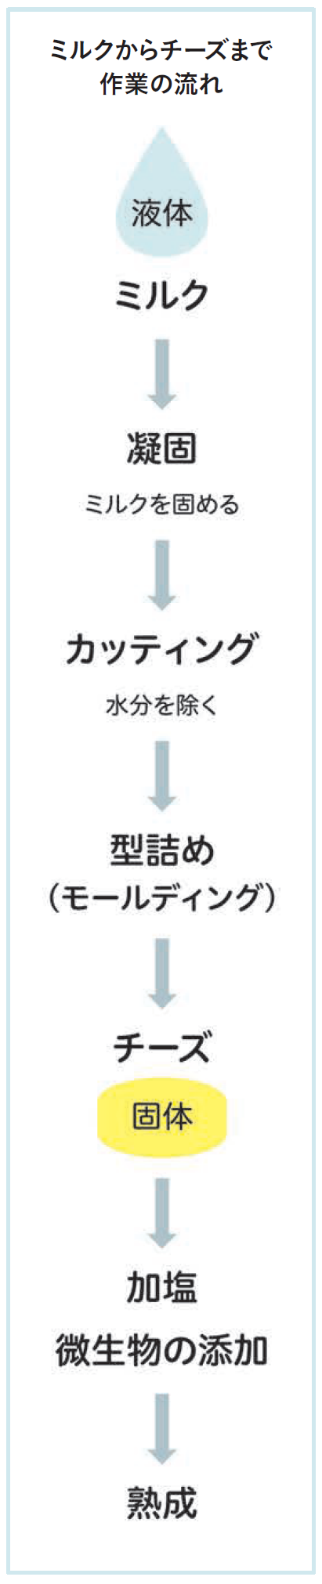 ミルクからチーズまで
作業の流れ
液体
ミルク
凝固
ミルクを固める
カッティング
水分を除く
型詰め
（モールディング）
チーズ
固体
加塩
微生物の添加
熟成